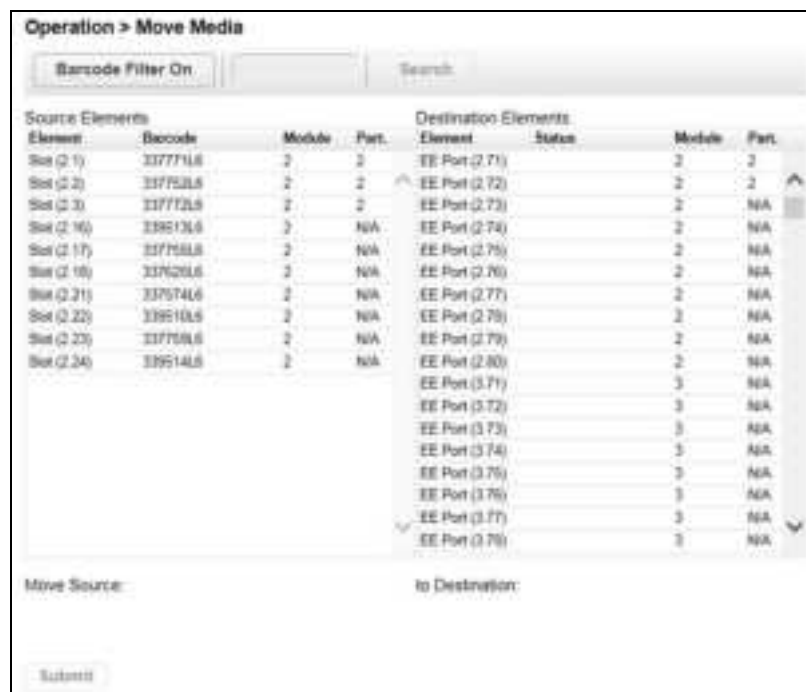 Operation > Move Media
Barcode Filter On
Search
Source Elements
Destination Elements
Element Barcode Module Part. Element Status Module Part.
Slot (2.1) 337771L6 2 2 EE Port (2.71) 2 2
Slot (2.2) 337752L6 2 2 EE Port (2.72) 2 2
Slot (2.3) 337772L6 2 2 EE Port (2.73) 2 N/A
Slot (2.16) 339513L6 2 N/A EE Port (2.74) 2 N/A
Slot (2.17) 2 N/A EE Port (2.75) 2 N/A
Slot (2.18) 2 N/A EE Port (2.76) 2 N/A
Slot (2.21) 337574L6 2 N/A EE Port (2.77) 2 N/A
Slot (2.22) 339510L6 2 N/A EE Port (2.78) 2 N/A
Slot (2.23) 2 N/A EE Port (2.79) 2 N/A
Slot (2.24) 339514L6 2 N/A EE Port (2.80) 2 N/A
EE Port (3.71) 3 N/A
EE Port (3.72) 3 N/A
EE Port (3.73) 3 N/A
EE Port (3.74) 3 N/A
EE Port (3.75) 3 N/A
EE Port (3.76) 3 N/A
EE Port (3.77) 3 N/A
EE Port (3.78) 3 N/A
Move Source: to Destination:
Submit